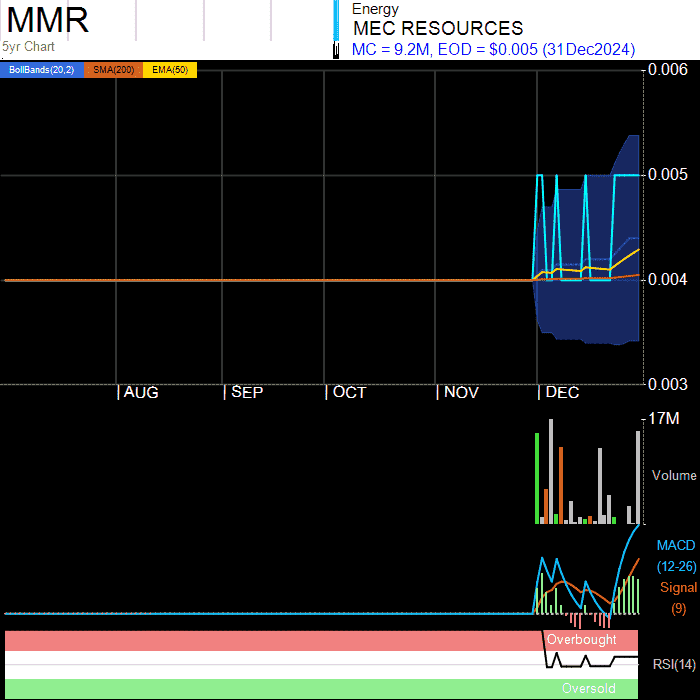 MMR
5yr Chart
Energy
MEC RESOURCES
MC = 9.2M, EOD = $0.005 (31Dec2024)
BollBands(20,2) SMA(200) EMA(50)
0.006
0.005
0.004
0.003
AUG SEP OCT NOV DEC
17M
Volume
MACD
(12-26)
Signal
(9)
Overbought
RSI(14)
Oversold